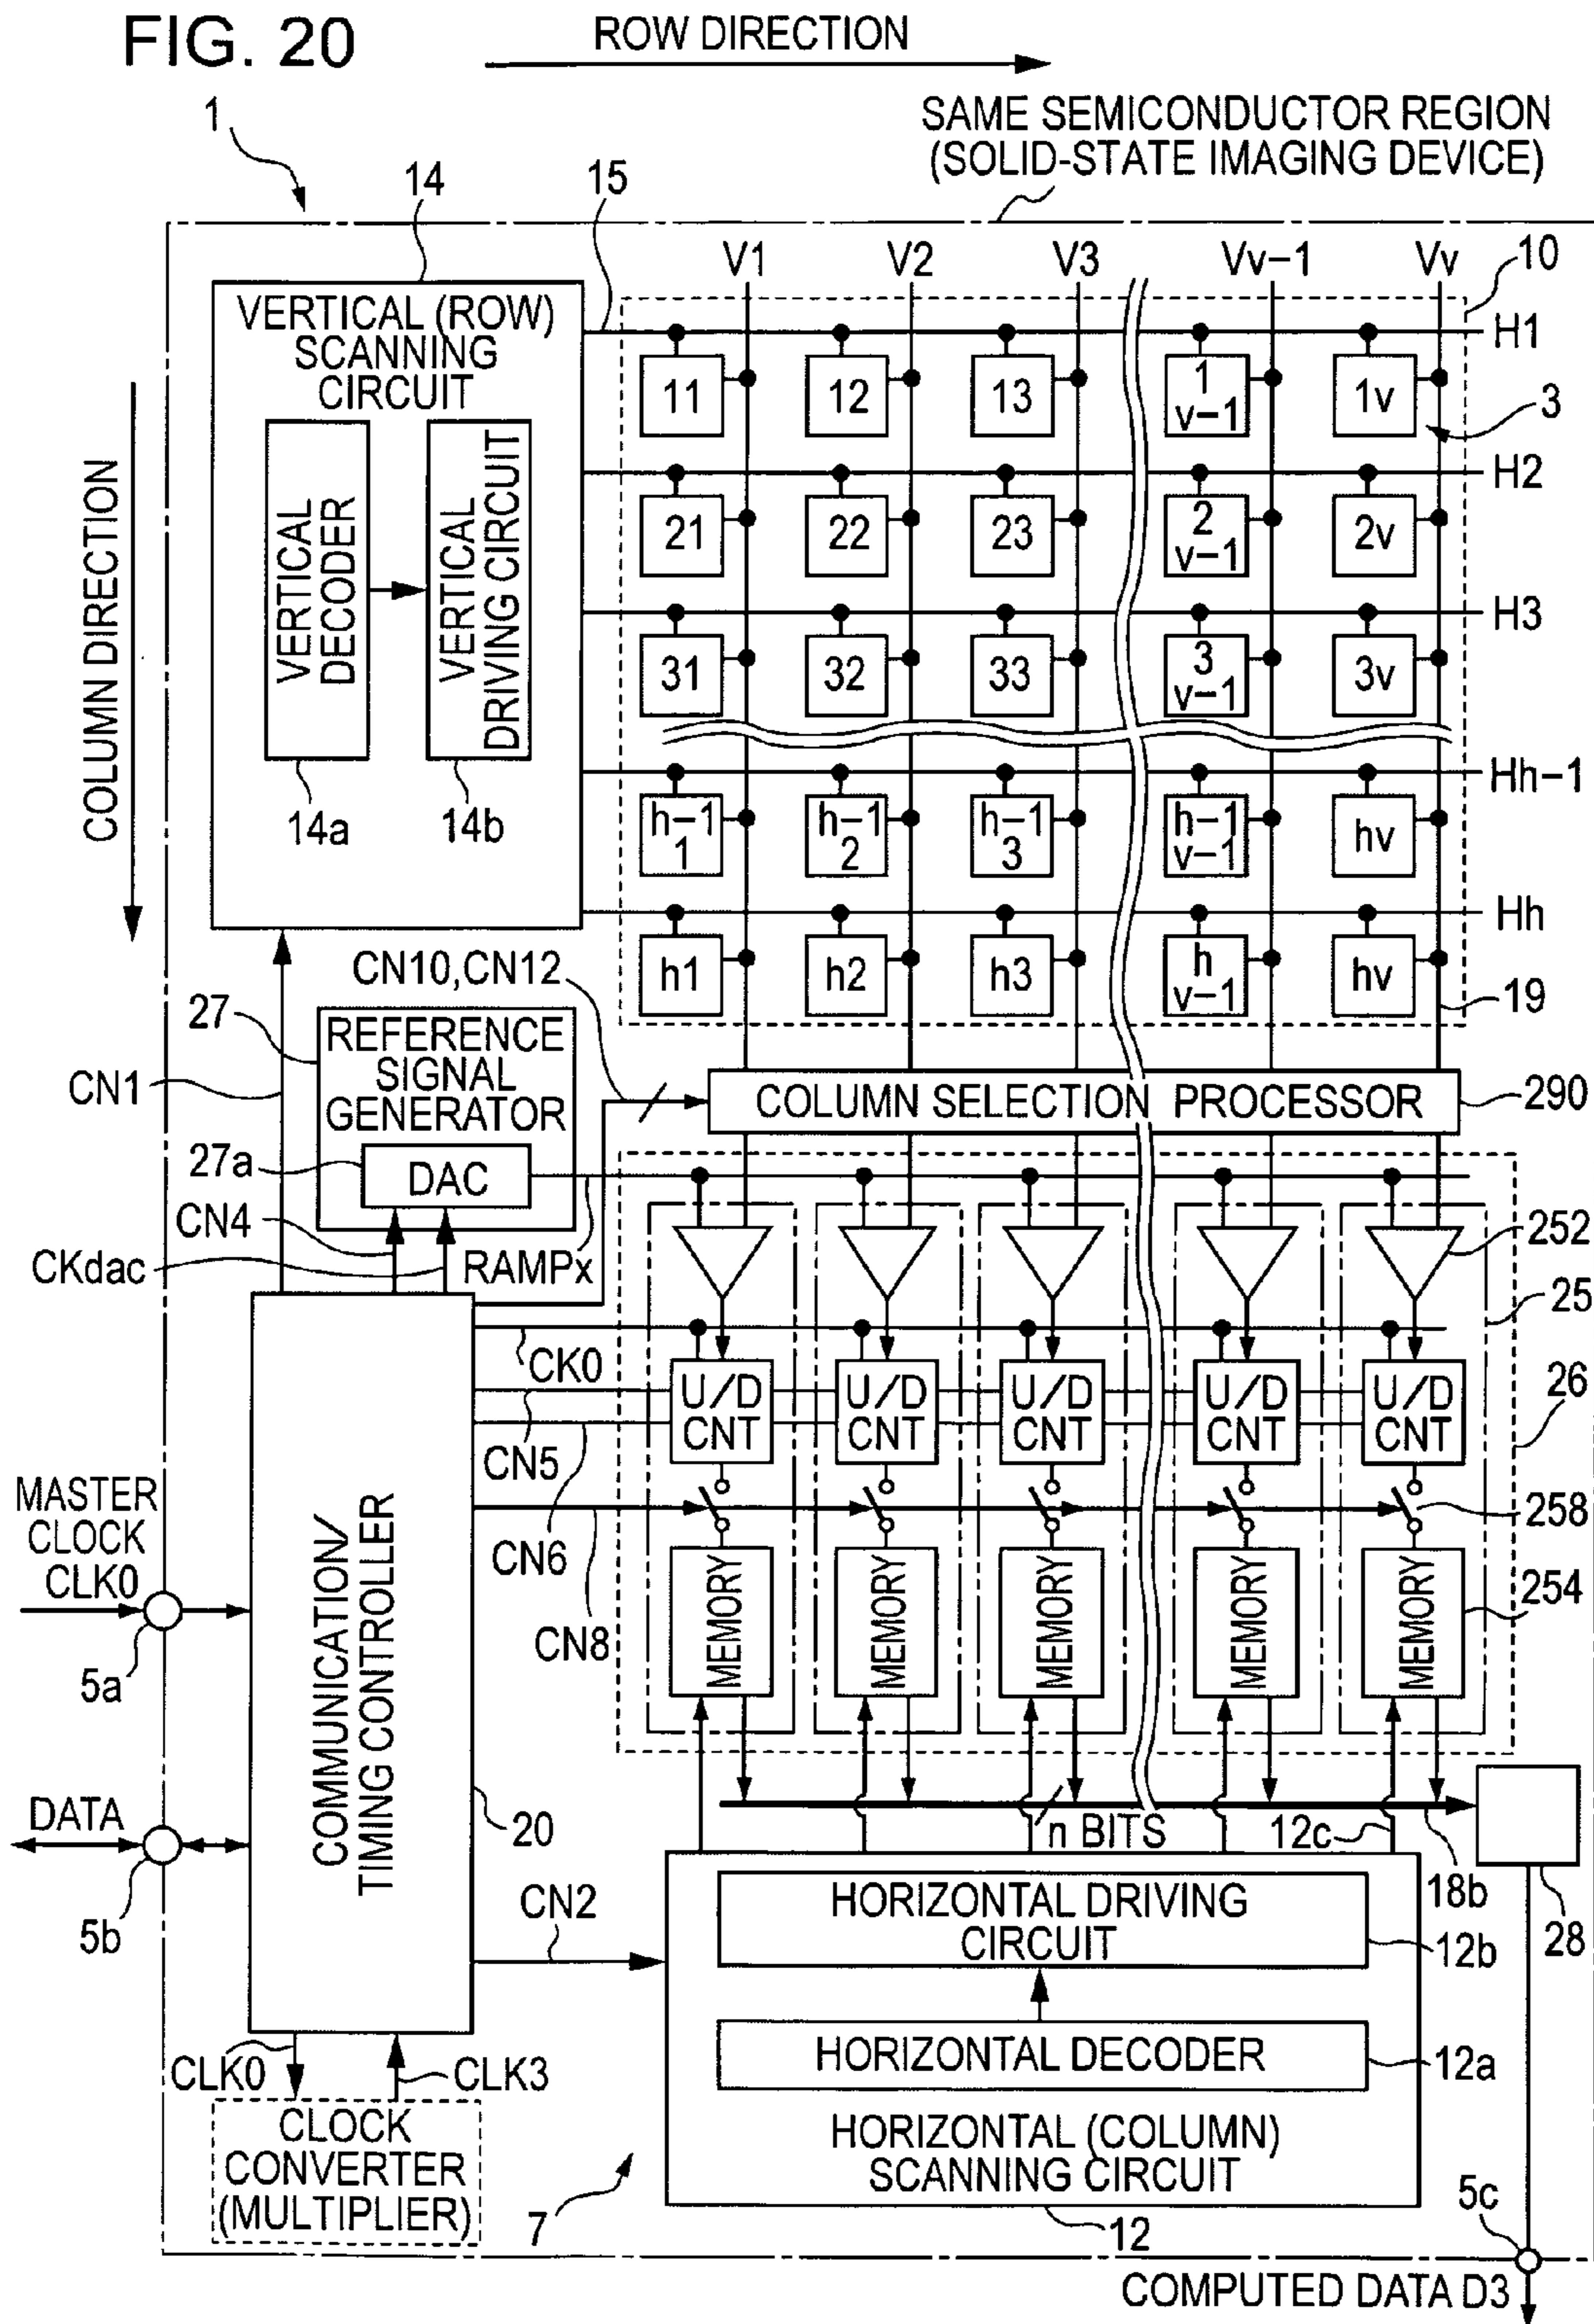 FIG. 20
ROW DIRECTION
1
SAME SEMICONDUCTOR REGION
(SOLID-STATE IMAGING DEVICE)
14
15
V1
V2
V3
Vv-1
Vv
10
VERTICAL (ROW)
SCANNING
CIRCUIT
H1
11
12
13
1
v-1
1v
3
COLUMN DIRECTION
VERTICAL
DECODER
VERTICAL
DRIVING CIRCUIT
H2
21
22
23
2
v-1
2v
H3
31
32
33
3
v-1
3v
14a
14b
Hh-1
h-1
1
h-1
2
h-1
3
h-1
v-1
hv
Hh
h1
h2
h3
h
v-1
hv
19
CN10,CN12
27
REFERENCE
SIGNAL
GENERATOR
CN1
COLUMN SELECTION PROCESSOR
290
27a
DAC
CN4
CKdac
RAMPx
252
25
CK0
U/D
CNT
U/D
CNT
U/D
CNT
U/D
CNT
U/D
CNT
26
CN5
MASTER
CLOCK
CLK0
258
CN6
COMMUNICATION/
TIMING CONTROLLER
MEMORY
MEMORY
MEMORY
MEMORY
MEMORY
254
CN8
5a
DATA
20
n BITS
12c
18b
28
5b
CN2
HORIZONTAL DRIVING
CIRCUIT
12b
HORIZONTAL DECODER
12a
CLK0
CLK3
CLOCK
CONVERTER
(MULTIPLIER)
HORIZONTAL (COLUMN)
SCANNING CIRCUIT
7
12
5c
COMPUTED DATA D3